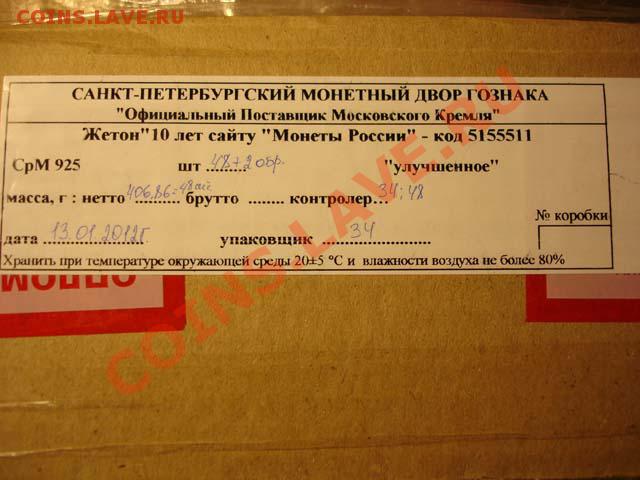 COINS.LAVE.RU
САНКТ-ПЕТЕРБУРГСКИЙ МОНЕТНЫЙ ДВОР ГОЗНАКА
"Официальный Поставщик Московского Кремля"
Жетон"10 лет сайту "Монеты России" - код 5155511
СрМ 925 шт 48+2 обр. "улучшенное"
масса, г : нетто 406,86=48 брутто ........ контролер... 34; 48
№ коробки
дата 13.01.2012г. упаковщик 34
Хранить при температуре окружающей среды 20±5 °C и влажности воздуха не более 80%
COINS.LAVE.RU